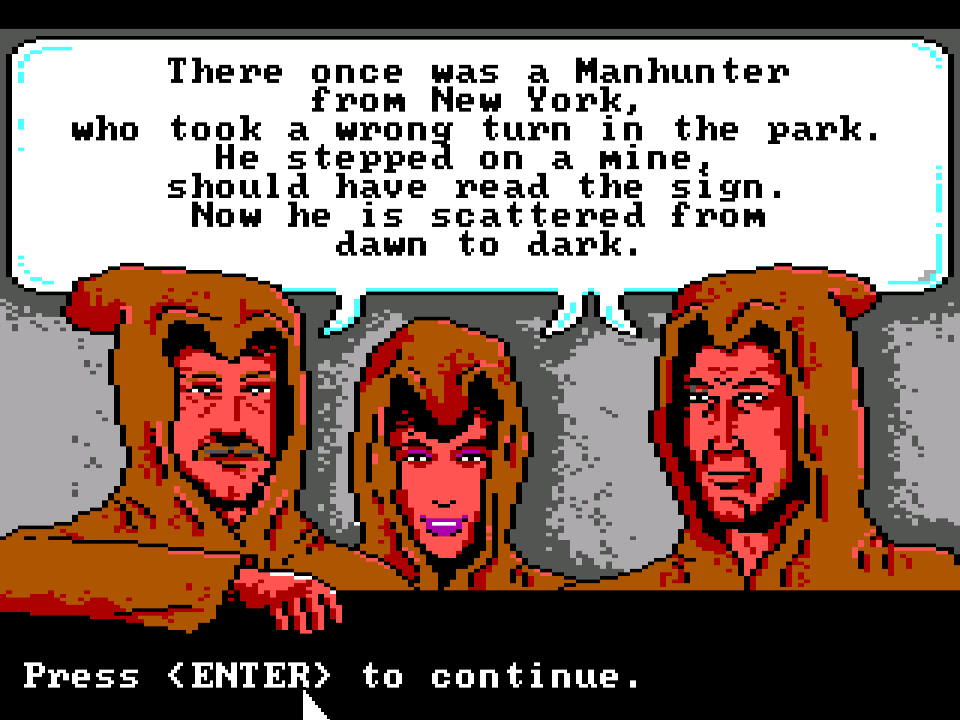 There once was a Manhunter
from New York,
who took a wrong turn in the park.
He stepped on a mine,
should have read the sign.
Now he is scattered from
dawn to dark.
Press <ENTER> to continue.